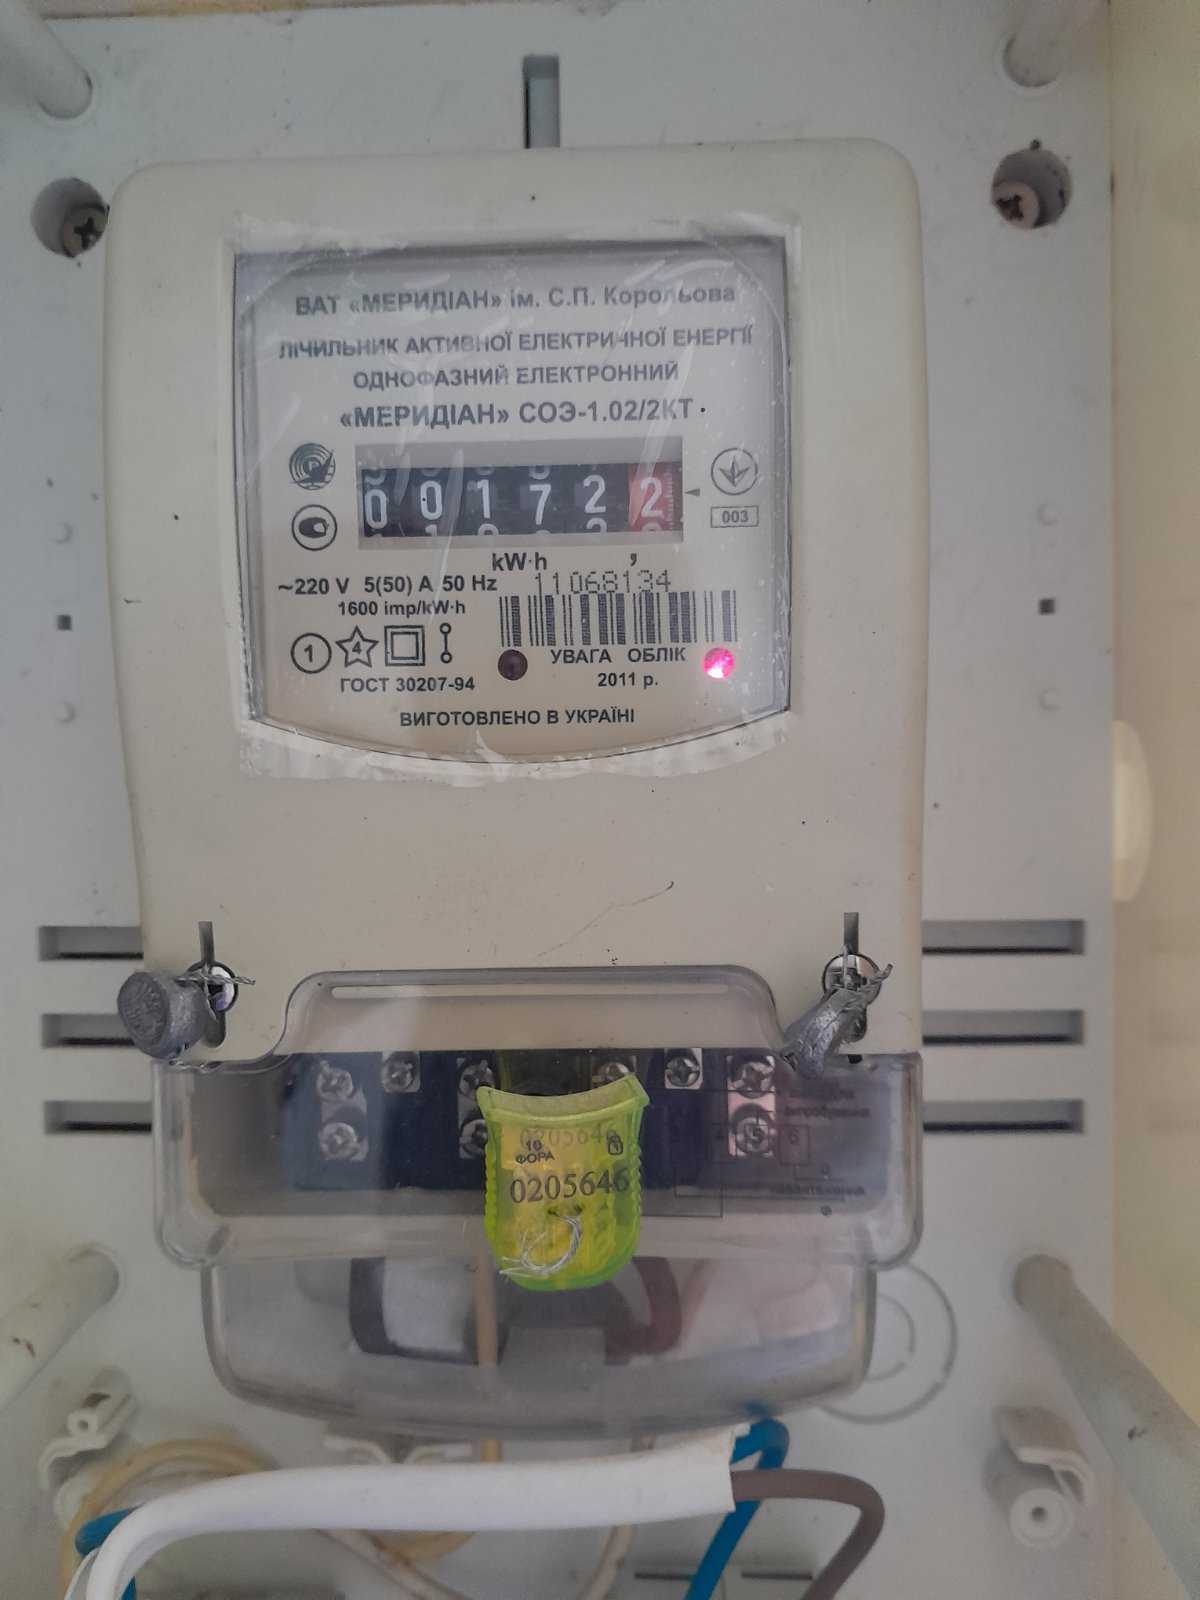 ВАТ «МЕРИДІАН» ім. С.П. Корольова
ЛІЧИЛЬНИК АКТИВНОЇ ЕЛЕКТРИЧНОЇ ЕНЕРГІЇ
ОДНОФАЗНИЙ ЕЛЕКТРОННИЙ
«МЕРИДІАН» СОЭ-1.02/2КТ
0 0 1 7 2 2
003
kW·h ,
~220 V 5(50) A 50 Hz
11068134
1600 imp/kW·h
1 4
УВАГА ОБЛІК
ГОСТ 30207-94
2011 р.
ВИГОТОВЛЕНО В УКРАЇНІ
0205646
ФОРА
0205646
5 6